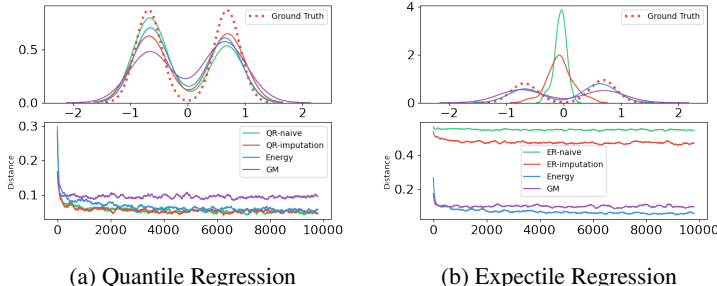 Ground Truth
0.5
0.0
−2 −1 0 1 2
0.3
0.2
0.1
Distance
QR-naive
QR-imputation
Energy
GM
0 2000 4000 6000 8000 10000
(a) Quantile Regression
Ground Truth
4
2
0
−2 −1 0 1 2
0.4
0.2
Distance
ER-naive
ER-imputation
Energy
GM
0 2000 4000 6000 8000 10000
(b) Expectile Regression